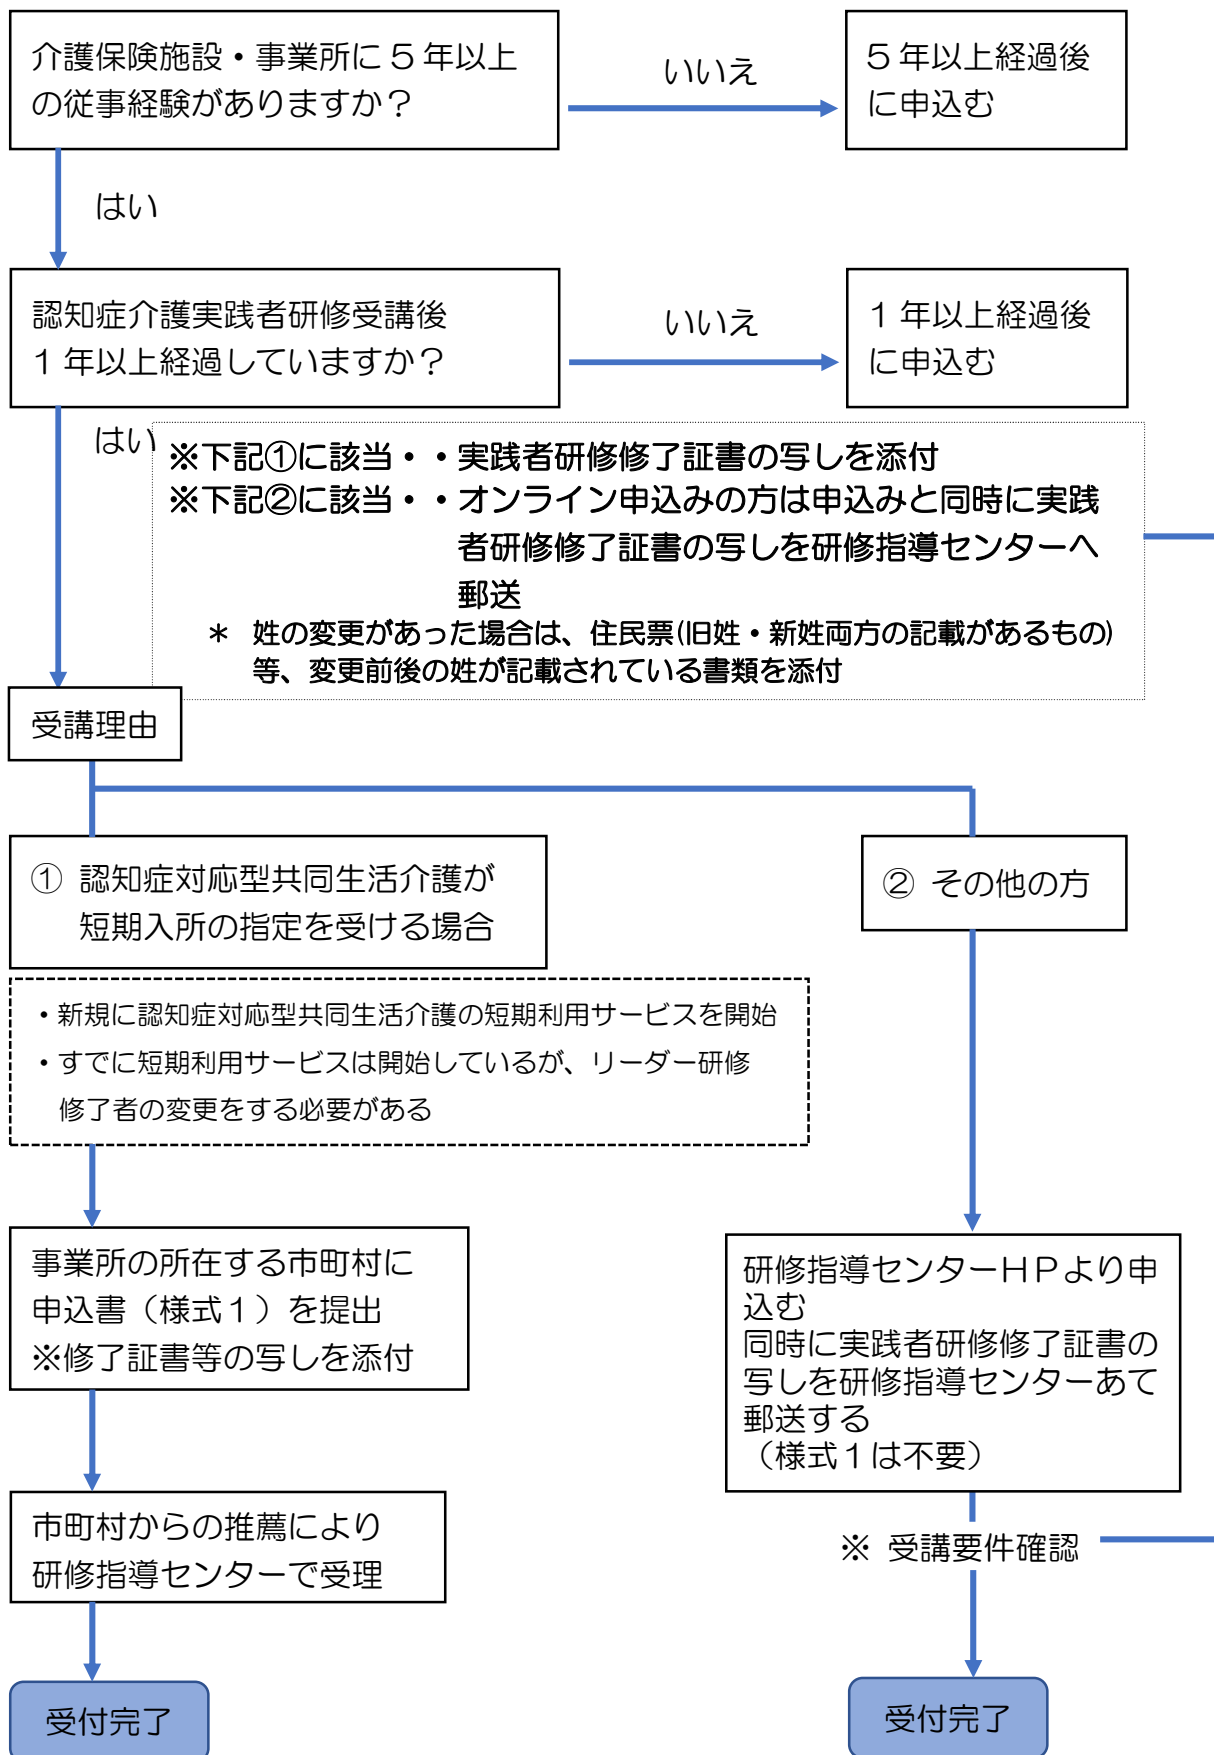 介護保険施設・事業所に５年以上
の従事経験がありますか？
いいえ
５年以上経過後
に申込む
はい
認知症介護実践者研修受講後
１年以上経過していますか？
いいえ
１年以上経過後
に申込む
はい
※下記①に該当・・実践者研修修了証書の写しを添付
※下記②に該当・・オンライン申込みの方は申込みと同時に実践
者研修修了証書の写しを研修指導センターへ
郵送
＊ 姓の変更があった場合は、住民票(旧姓・新姓両方の記載があるもの)
等、変更前後の姓が記載されている書類を添付
受講理由
① 認知症対応型共同生活介護が
短期入所の指定を受ける場合
② その他の方
・新規に認知症対応型共同生活介護の短期利用サービスを開始
・すでに短期利用サービスは開始しているが、リーダー研修
修了者の変更をする必要がある
事業所の所在する市町村に
申込書（様式１）を提出
※修了証書等の写しを添付
研修指導センターＨＰより申
込む
同時に実践者研修修了証書の
写しを研修指導センターあて
郵送する
（様式１は不要）
市町村からの推薦により
研修指導センターで受理
※ 受講要件確認
受付完了
受付完了